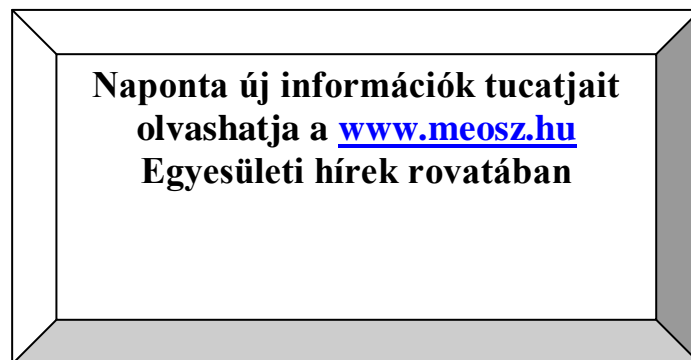 Naponta új információk tucatjait
olvashatja a www.meosz.hu
Egyesületi hírek rovatában